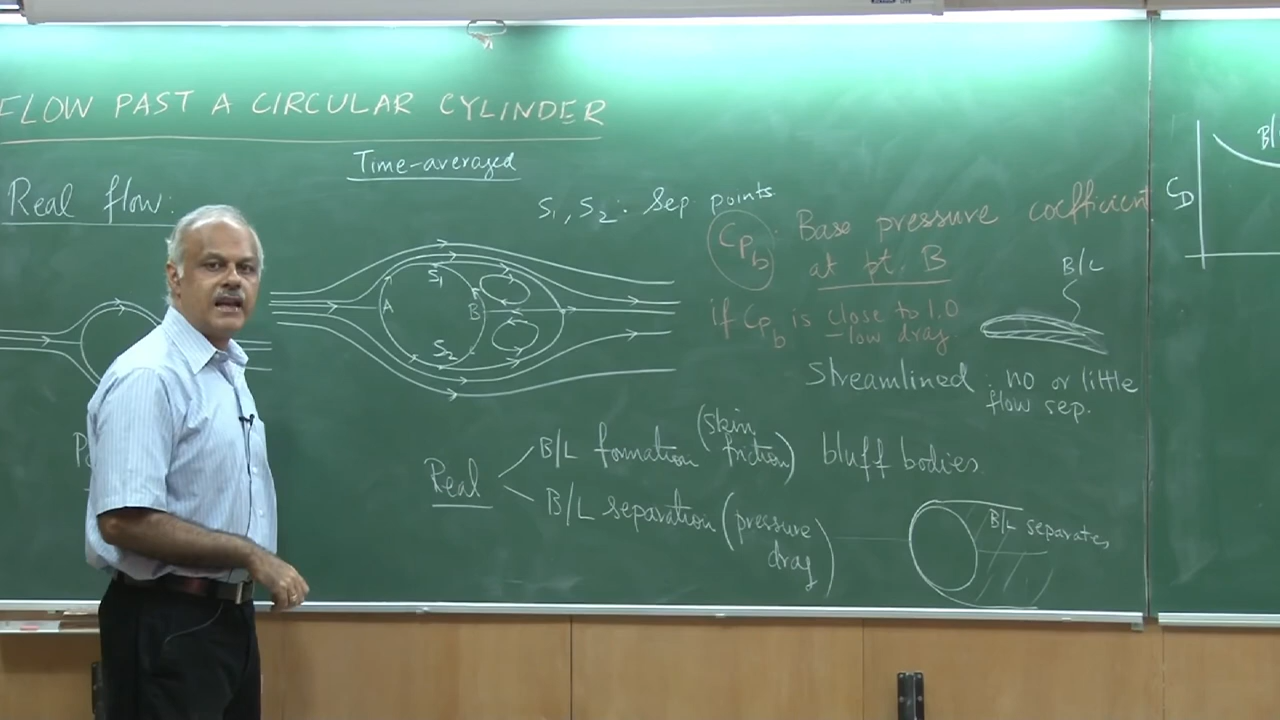 FLOW PAST A CIRCULAR CYLINDER
Time-averaged
Real flow:
S1, S2: Sep. points
Cpb : Base pressure coefficient
at pt. B
if Cpb is close to 1.0
- low drag.
B/L
Streamlined : no or little
flow sep.
S1
A
B
S2
Real
B/L formation (skin
friction)
bluff bodies
B/L separation (pressure
drag)
B/L separates
CD
B/